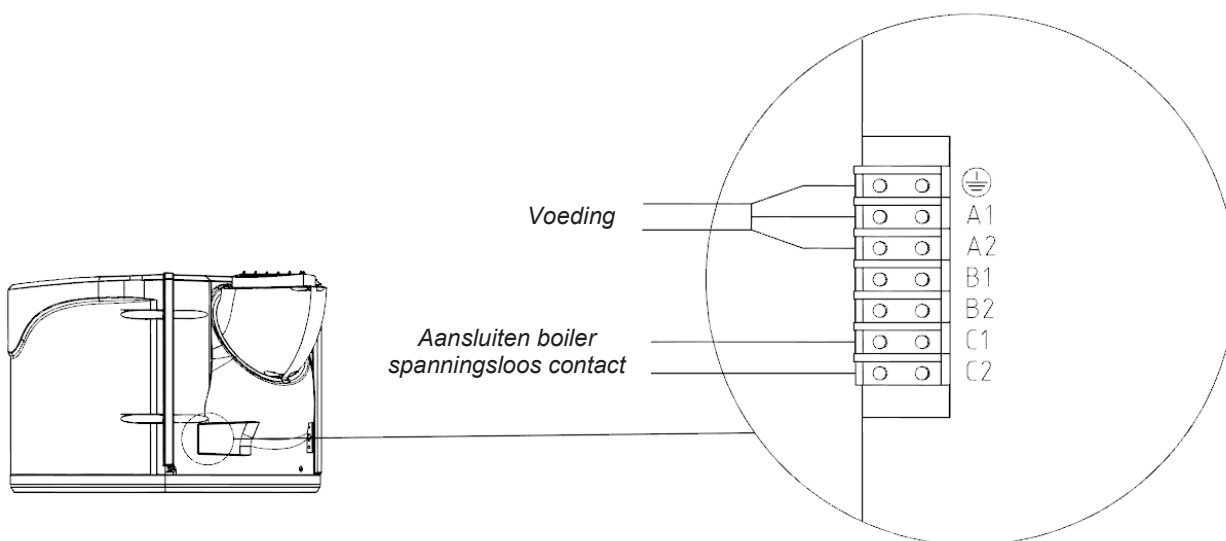 Voeding
A1
A2
B1
B2
Aansluiten boiler
spanningsloos contact
C1
C2